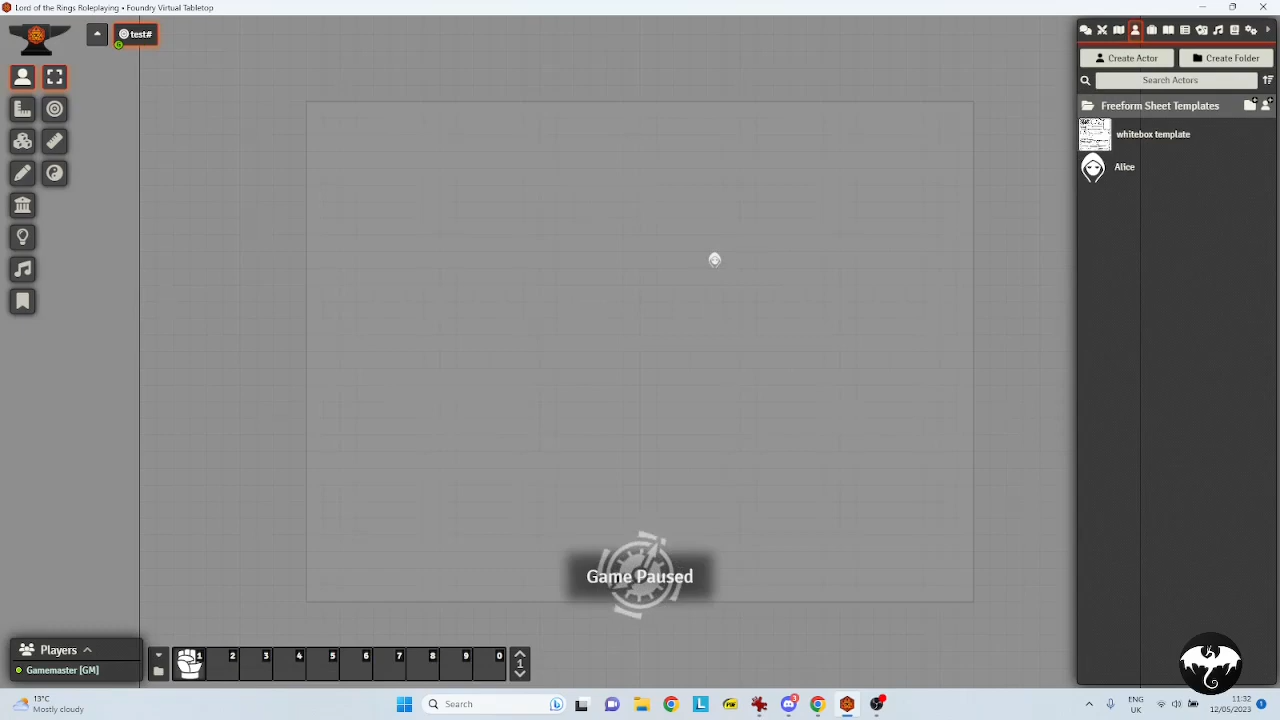 Lord of the Rings Roleplaying • Foundry Virtual Tabletop
test#
G
Create Actor
Create Folder
Search Actors
Freeform Sheet Templates
whitebox template
Alice
Game Paused
Players
Gamemaster [GM]
1 2 3 4 5 6 7 8 9 0
1
13°C
Mostly cloudy
Search
L
3
ENG
UK
11:32
12/05/2023
1